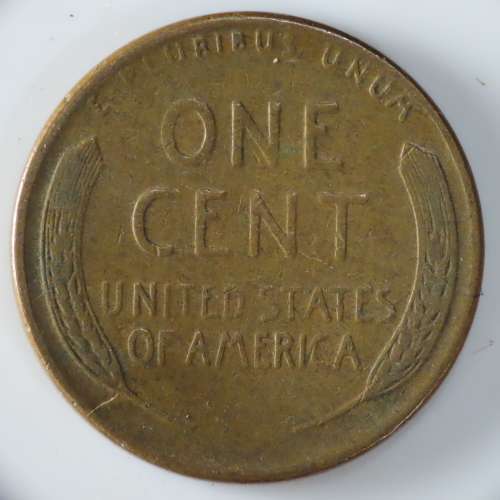 E PLURIBUS UNUM
ONE
CENT
UNITED STATES
OF AMERICA